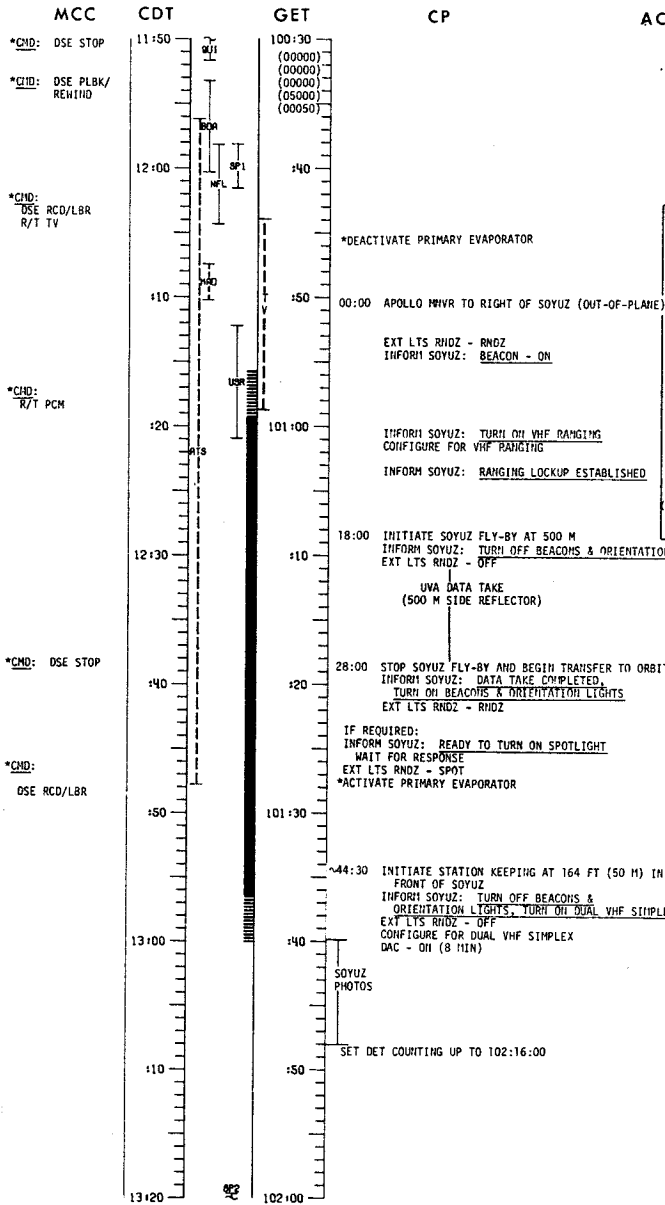 MCC CDT GET CP AC
*CMD: DSE STOP
11:50
GW1
100:30
(00000)
(00000)
(00000)
(05000)
(00050)
*CMD: DSE PLBK/
REWIND
BDA
12:00
NFL
SP1
:40
*CMD:
DSE RCD/LBR
R/T TV
*DEACTIVATE PRIMARY EVAPORATOR
MAD
:10
T
V
:50
00:00 APOLLO MNVR TO RIGHT OF SOYUZ (OUT-OF-PLANE)
EXT LTS RNDZ - RNDZ
INFORM SOYUZ: BEACON - ON
USR
*CMD:
R/T PCM
:20
ATS
101:00
INFORM SOYUZ: TURN ON VHF RANGING
CONFIGURE FOR VHF RANGING
INFORM SOYUZ: RANGING LOCKUP ESTABLISHED
12:30
:10
18:00 INITIATE SOYUZ FLY-BY AT 500 M
INFORM SOYUZ: TURN OFF BEACONS & ORIENTATION
EXT LTS RNDZ - OFF
UVA DATA TAKE
(500 M SIDE REFLECTOR)
*CMD: DSE STOP
:40
:20
28:00 STOP SOYUZ FLY-BY AND BEGIN TRANSFER TO ORBIT
INFORM SOYUZ: DATA TAKE COMPLETED,
TURN ON BEACONS & ORIENTATION LIGHTS
EXT LTS RNDZ - RNDZ
IF REQUIRED:
INFORM SOYUZ: READY TO TURN ON SPOTLIGHT
WAIT FOR RESPONSE
EXT LTS RNDZ - SPOT
*ACTIVATE PRIMARY EVAPORATOR
*CMD:
DSE RCD/LBR
:50
101:30
~44:30 INITIATE STATION KEEPING AT 164 FT (50 M) IN
FRONT OF SOYUZ
INFORM SOYUZ: TURN OFF BEACONS &
ORIENTATION LIGHTS, TURN ON DUAL VHF SIMPLE
EXT LTS RNDZ - OFF
CONFIGURE FOR DUAL VHF SIMPLEX
DAC - ON (8 MIN)
13:00
:40
SOYUZ
PHOTOS
SET DET COUNTING UP TO 102:16:00
:10
:50
SP2
13:20
102:00